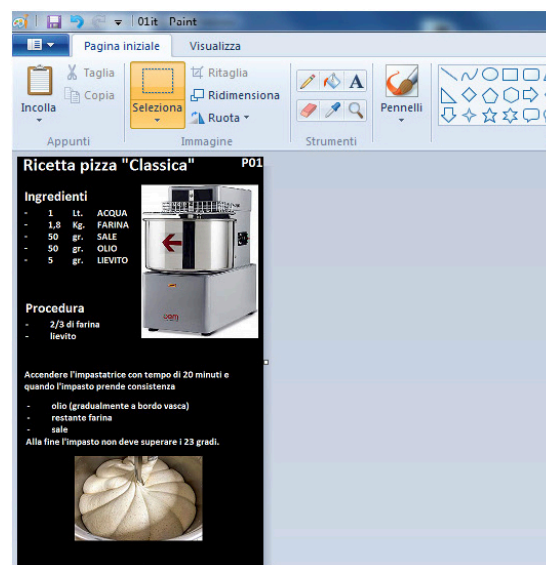 01it - Paint
Pagina iniziale
Visualizza
Incolla
Taglia
Copia
Appunti
Seleziona
Ritaglia
Ridimensiona
Ruota
Immagine
Strumenti
Pennelli
Ricetta pizza "Classica" P01
Ingredienti
- 1 Lt. ACQUA
- 1,8 Kg. FARINA
- 50 gr. SALE
- 50 gr. OLIO
- 5 gr. LIEVITO
Procedura
- 2/3 di farina
- lievito
Accendere l'impastatrice con tempo di 20 minuti e
quando l'impasto prende consistenza
- olio (gradualmente a bordo vasca)
- restante farina
- sale
Alla fine l'impasto non deve superare i 23 gradi.